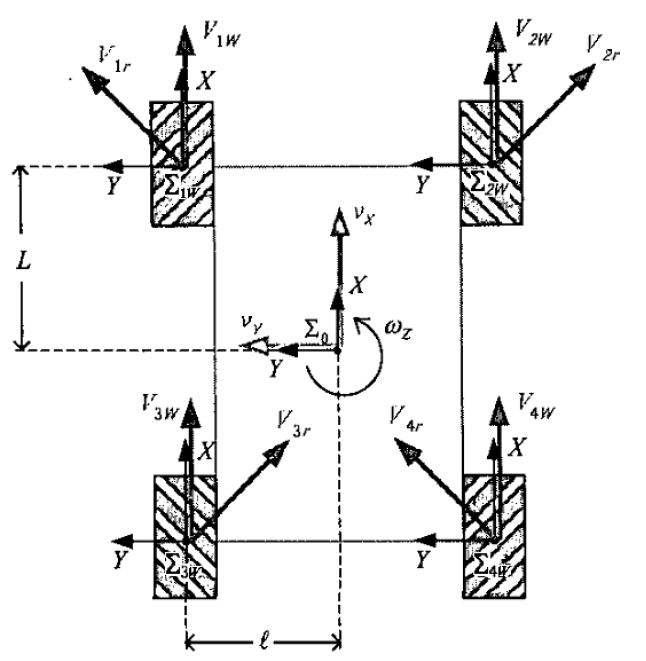 V1W V2W
V1r V2r
X X
Y Σ1W Y Σ2W
L
vX
X
vY Σ0 ωZ
Y
V3W V4W
V3r V4r
X X
Y Σ3W Y Σ4W
ℓ